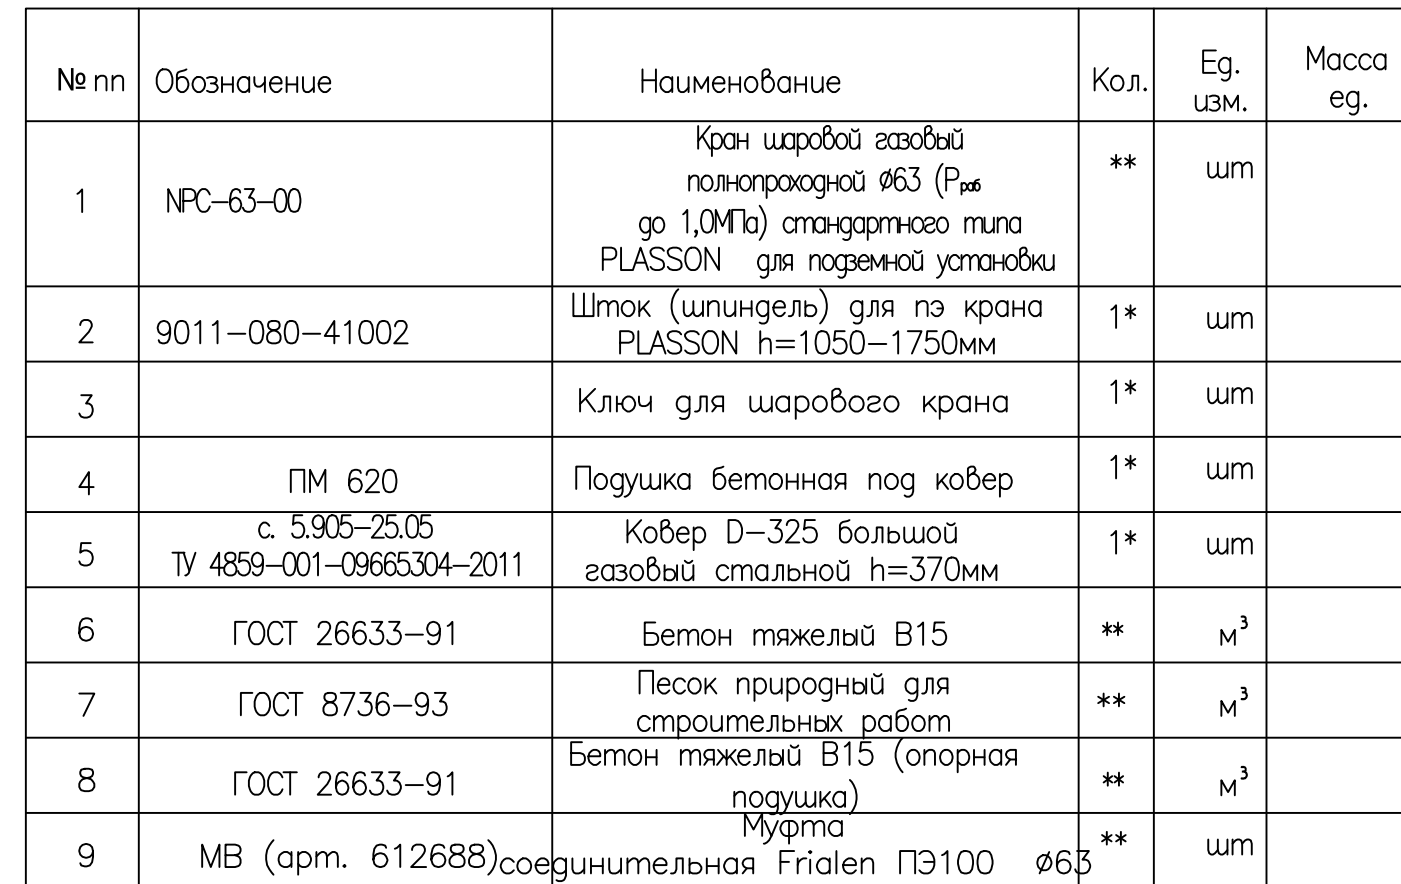 № пп Обозначение Наименование Кол. Ед. изм. Масса ед.
1 NPC–63–00 Кран шаровой газовый
полнопроходной Ø63 (Pраб
до 1,0МПа) стандартного типа
PLASSON для подземной установки ** шт
2 9011–080–41002 Шток (шпиндель) для пэ крана
PLASSON h=1050–1750мм 1* шт
3 Ключ для шарового крана 1* шт
4 ПМ 620 Подушка бетонная под ковер 1* шт
5 с. 5.905–25.05
ТУ 4859–001–09665304–2011 Ковер D–325 большой
газовый стальной h=370мм 1* шт
6 ГОСТ 26633–91 Бетон тяжелый В15 ** м³
7 ГОСТ 8736–93 Песок природный для
строительных работ ** м³
8 ГОСТ 26633–91 Бетон тяжелый В15 (опорная
подушка) ** м³
9 МВ (арт. 612688) Муфта
соединительная Frialen ПЭ100 Ø63 ** шт